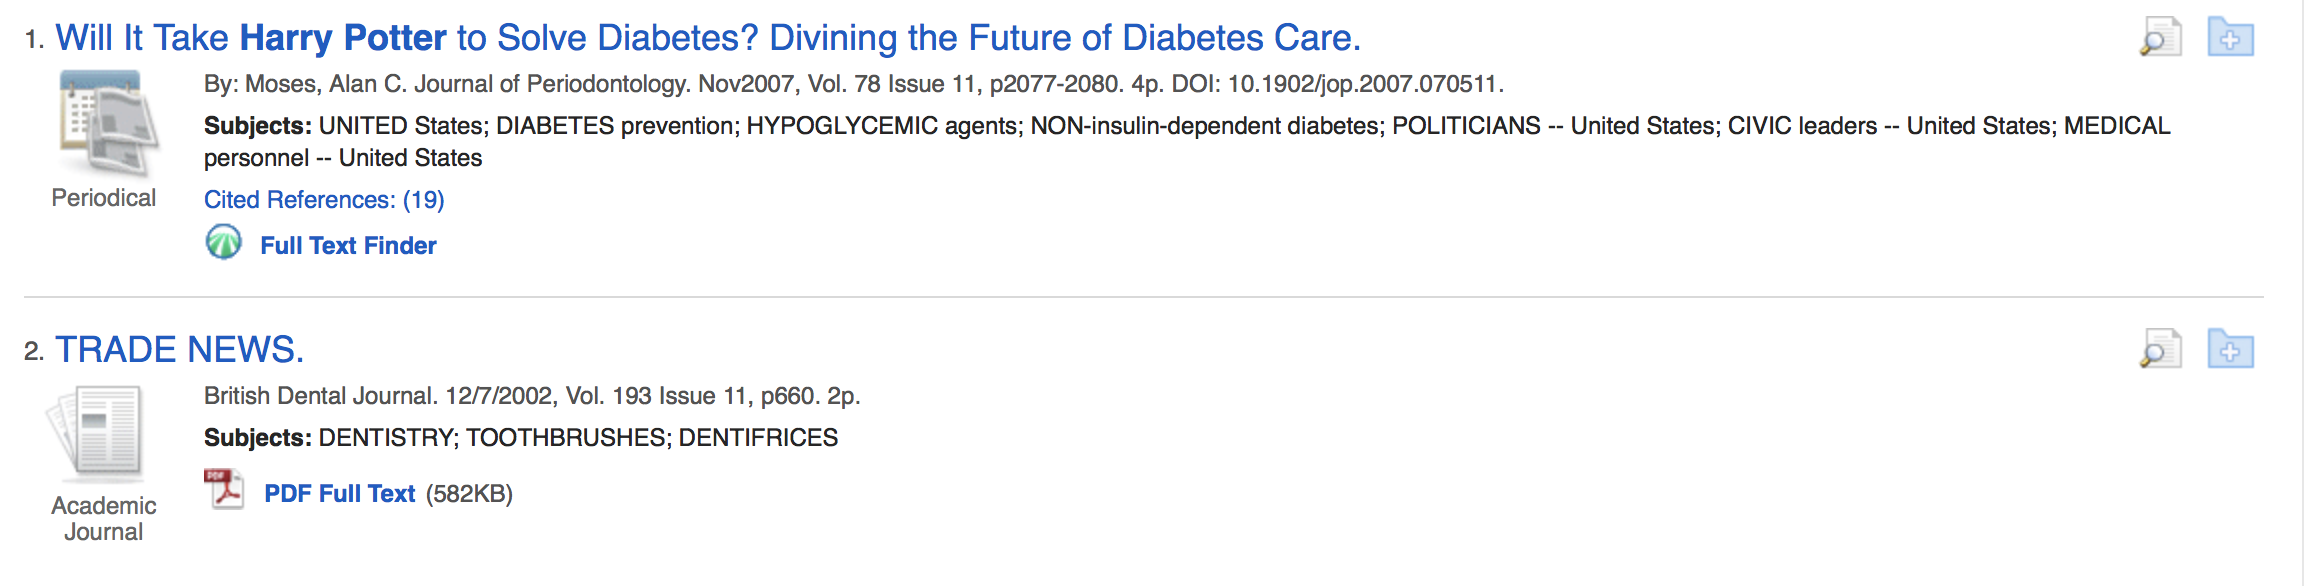 1. Will It Take Harry Potter to Solve Diabetes? Divining the Future of Diabetes Care.
By: Moses, Alan C. Journal of Periodontology. Nov2007, Vol. 78 Issue 11, p2077-2080. 4p. DOI: 10.1902/jop.2007.070511.
Subjects: UNITED States; DIABETES prevention; HYPOGLYCEMIC agents; NON-insulin-dependent diabetes; POLITICIANS -- United States; CIVIC leaders -- United States; MEDICAL
personnel -- United States
Periodical
Cited References: (19)
Full Text Finder
2. TRADE NEWS.
British Dental Journal. 12/7/2002, Vol. 193 Issue 11, p660. 2p.
Subjects: DENTISTRY; TOOTHBRUSHES; DENTIFRICES
PDF
PDF Full Text (582KB)
Academic
Journal